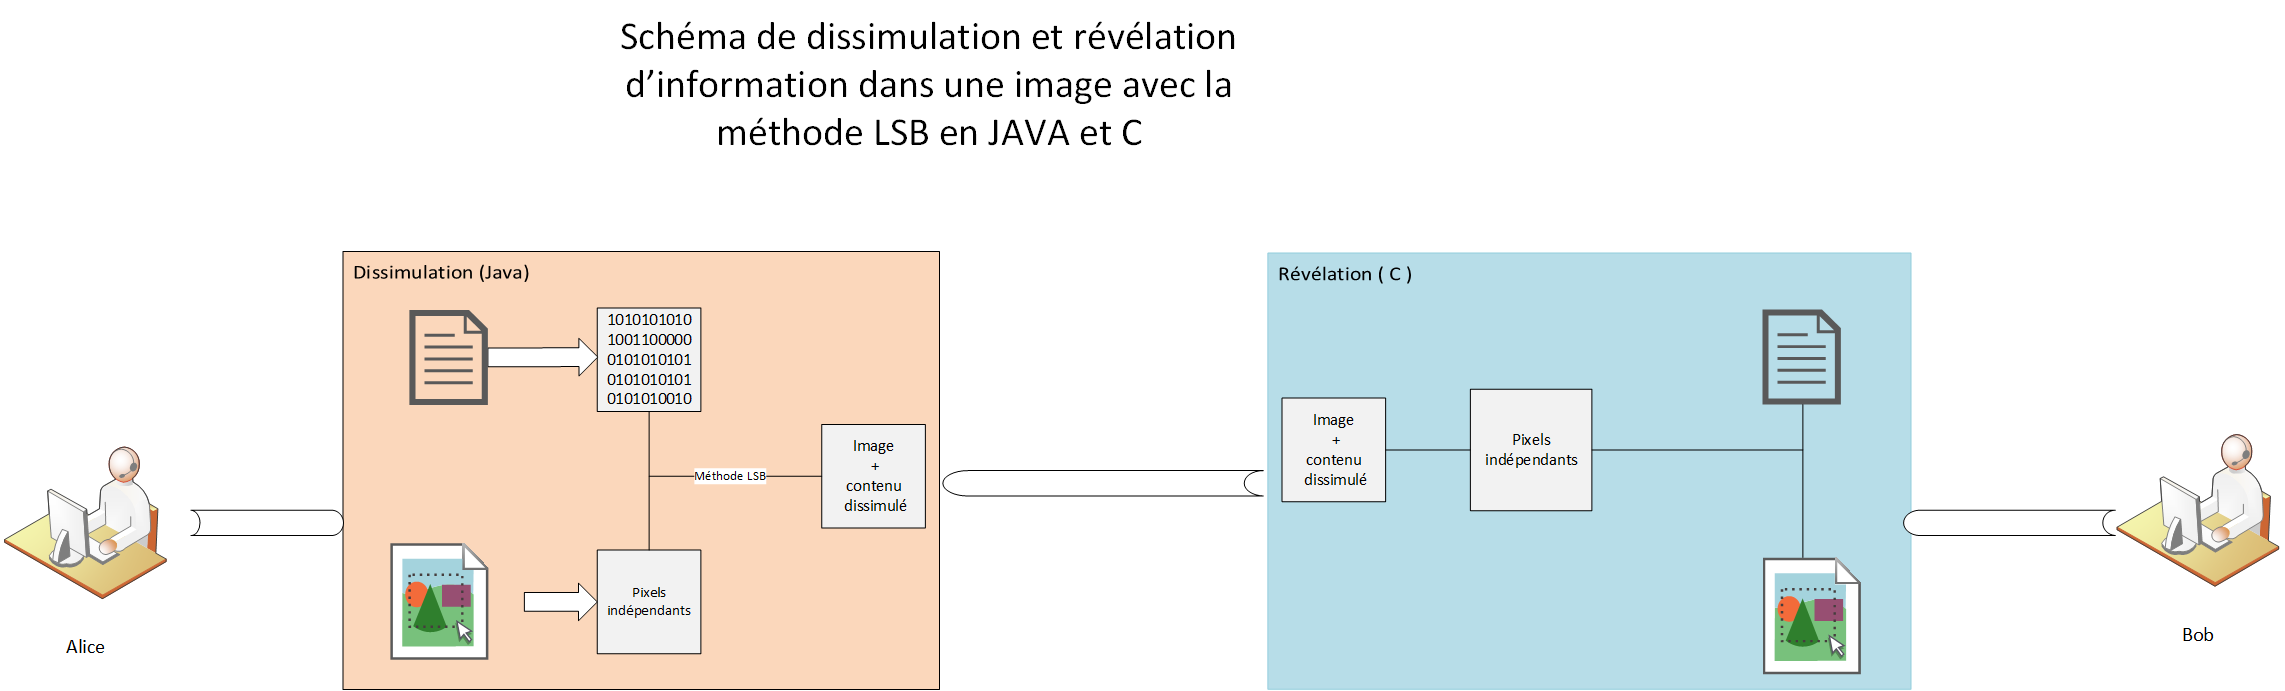 Schéma de dissimulation et révélation
d’information dans une image avec la
méthode LSB en JAVA et C
Dissimulation (Java)
1010101010
1001100000
0101010101
0101010101
0101010010
Méthode LSB
Image
+
contenu
dissimulé
Pixels
indépendants
Alice
Révélation ( C )
Image
+
contenu
dissimulé
Pixels
indépendants
Bob